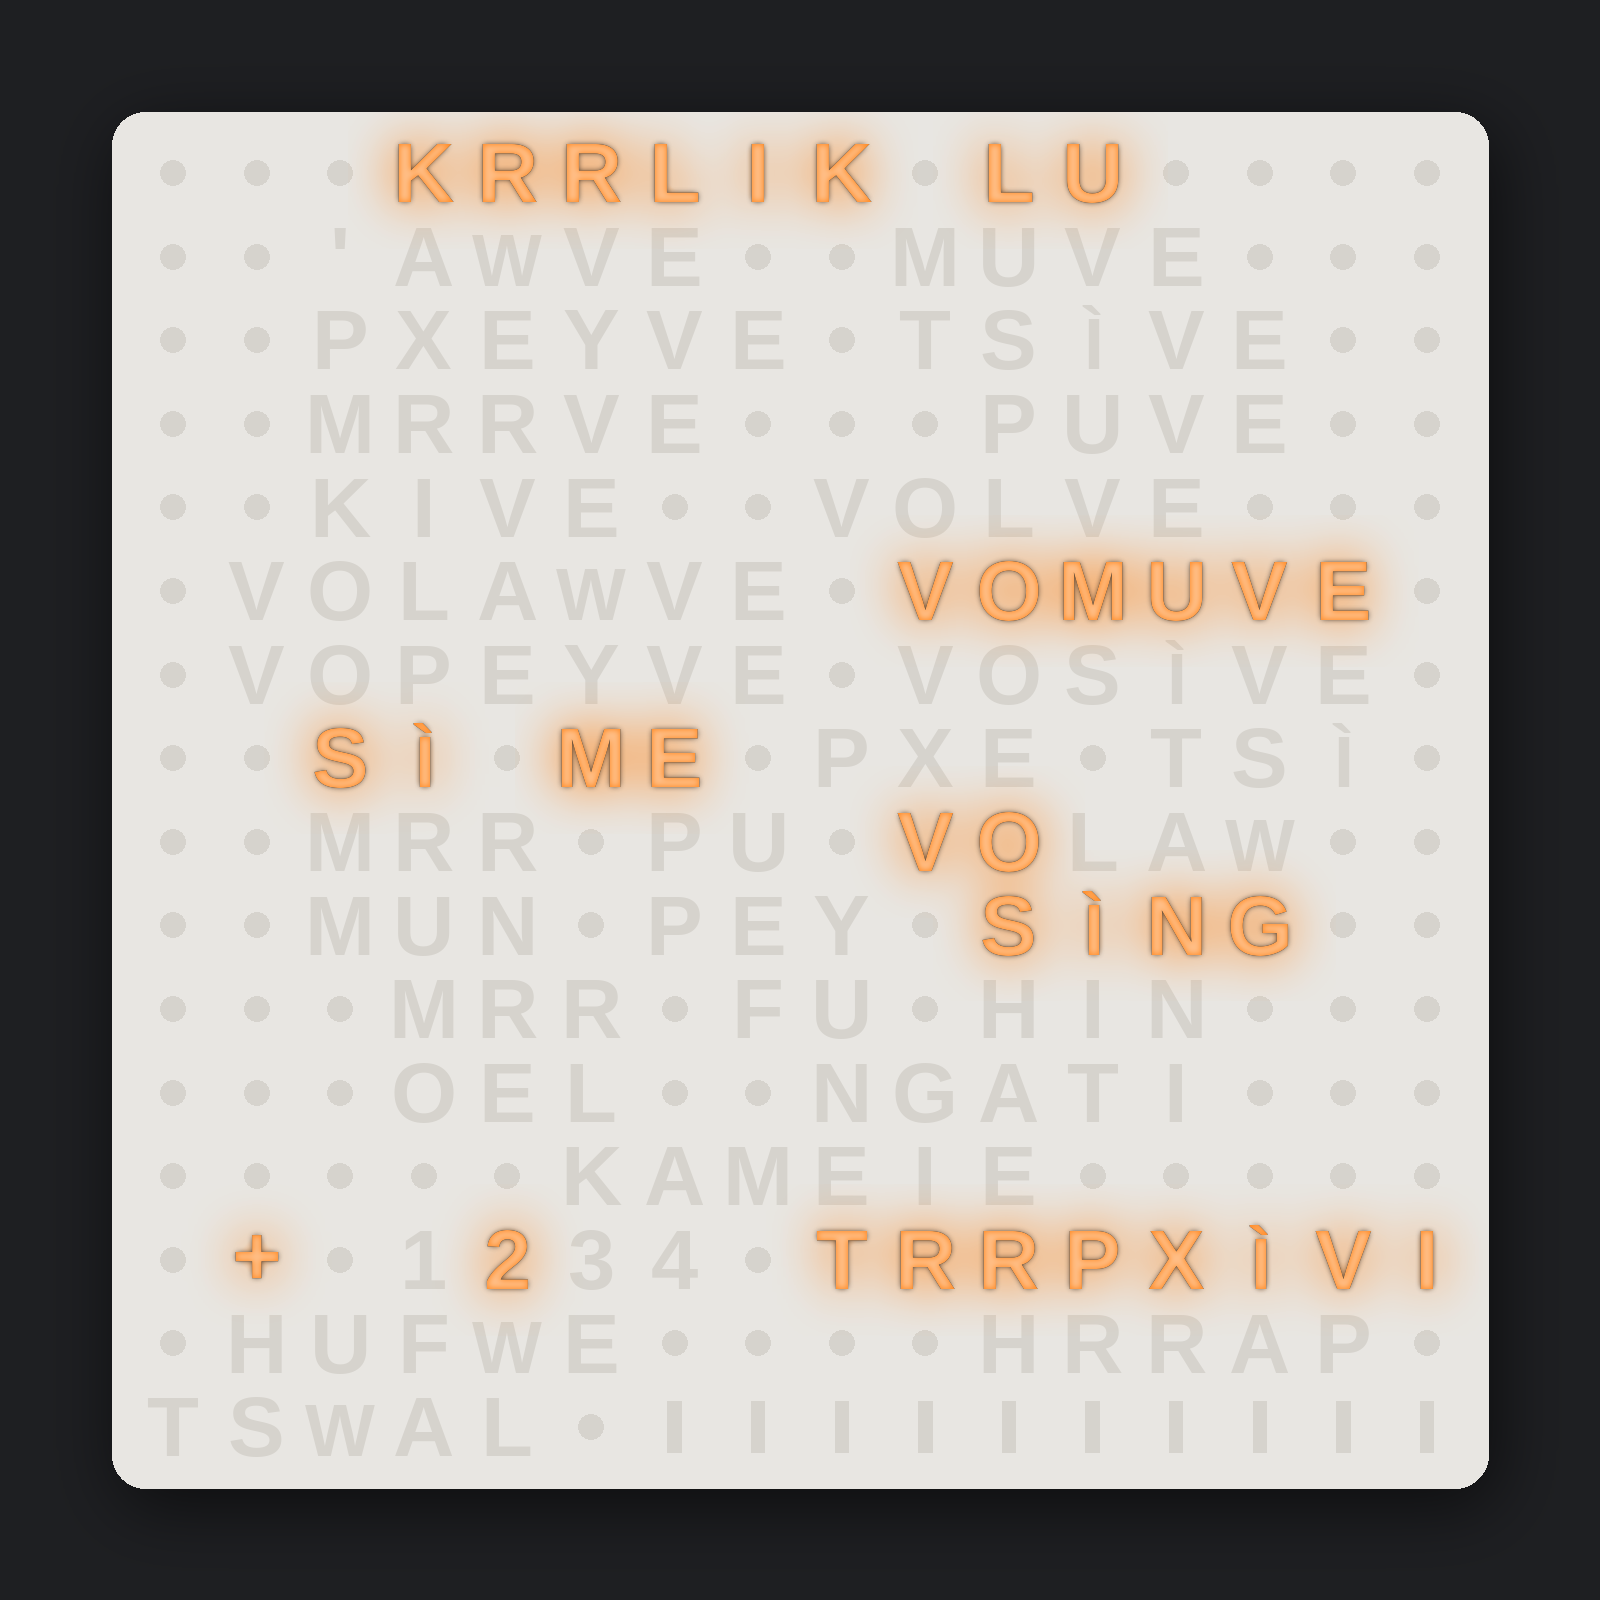 KRRLIK LU
'AWVE MUVE
PXEYVE TSÌVE
MRRVE PUVE
KIVE VOLVE
VOLAWVE VOMUVE
VOPEYVE VOSÌVE
SÌ ME PXE TSÌ
MRR PU VOLAW
MUN PEY SÌNG
MRR FU HIN
OEL NGATI
KAMEIE
+ 1234 TRRPXÌVI
HUFWE HRRAP
TSWAL IIIIIIIIII